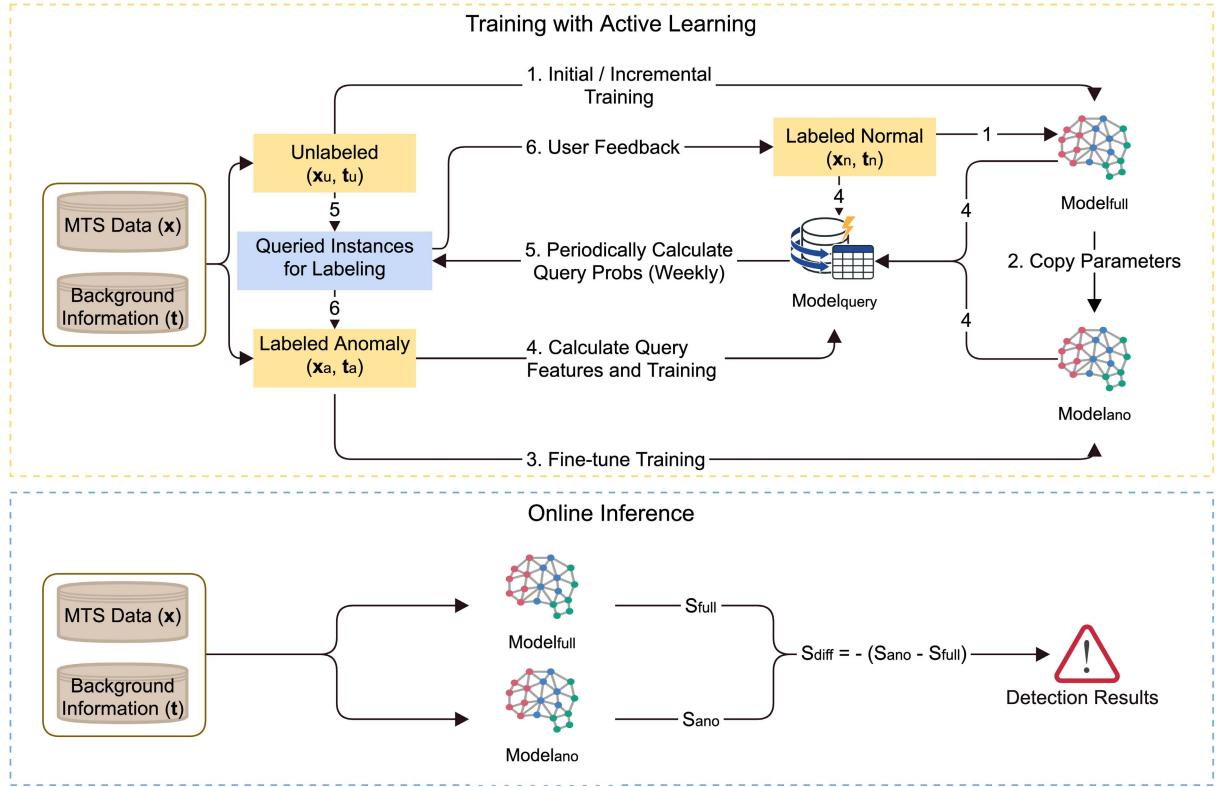 Training with Active Learning
1. Initial / Incremental
Training
Unlabeled
(xu, tu)
6. User Feedback
Labeled Normal
(xn, tn)
1
Modelfull
MTS Data (x)
Background
Information (t)
5
4
4
Queried Instances
for Labeling
5. Periodically Calculate
Query Probs (Weekly)
Modelquery
2. Copy Parameters
6
4
Labeled Anomaly
(xa, ta)
4. Calculate Query
Features and Training
Modelano
3. Fine-tune Training
Online Inference
MTS Data (x)
Background
Information (t)
Modelfull
Sfull
Modelano
Sano
Sdiff = - (Sano - Sfull)
Detection Results